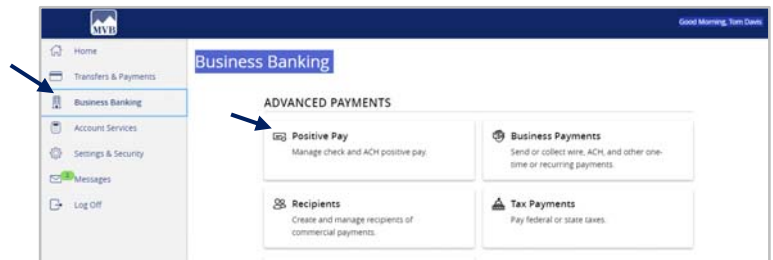 MVB
Good Morning, Tom Davis
Home
Transfers & Payments
Business Banking
Account Services
Settings & Security
Messages
Log Off
Business Banking
ADVANCED PAYMENTS
Positive Pay
Manage check and ACH positive pay.
Business Payments
Send or collect wire, ACH, and other one-
time or recurring payments.
Recipients
Create and manage recipients of
commercial payments.
Tax Payments
Pay federal or state taxes.